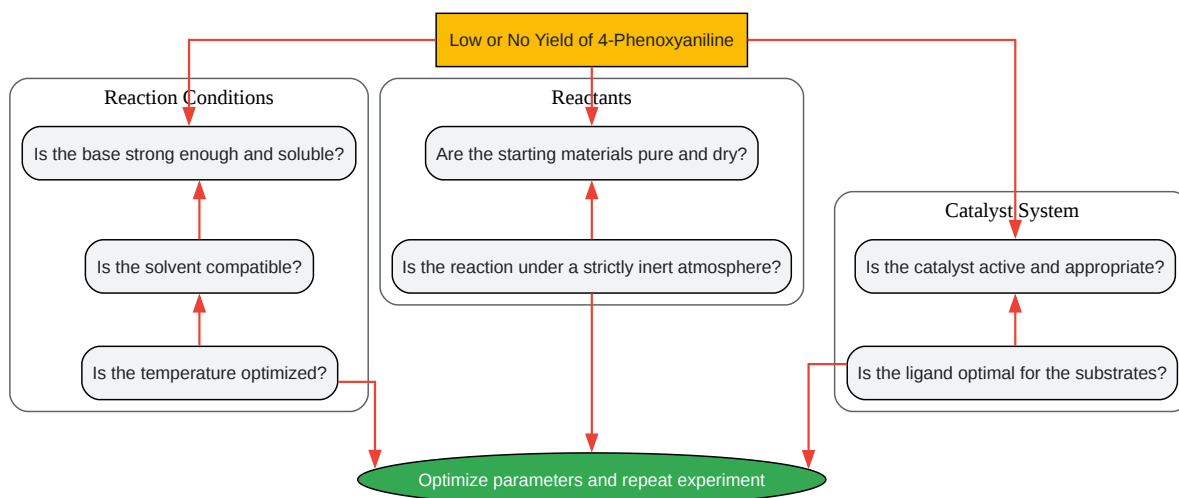 Low or No Yield of 4-Phenoxyaniline
Reaction Conditions
Is the base strong enough and soluble?
Is the solvent compatible?
Is the temperature optimized?
Reactants
Are the starting materials pure and dry?
Is the reaction under a strictly inert atmosphere?
Catalyst System
Is the catalyst active and appropriate?
Is the ligand optimal for the substrates?
Optimize parameters and repeat experiment